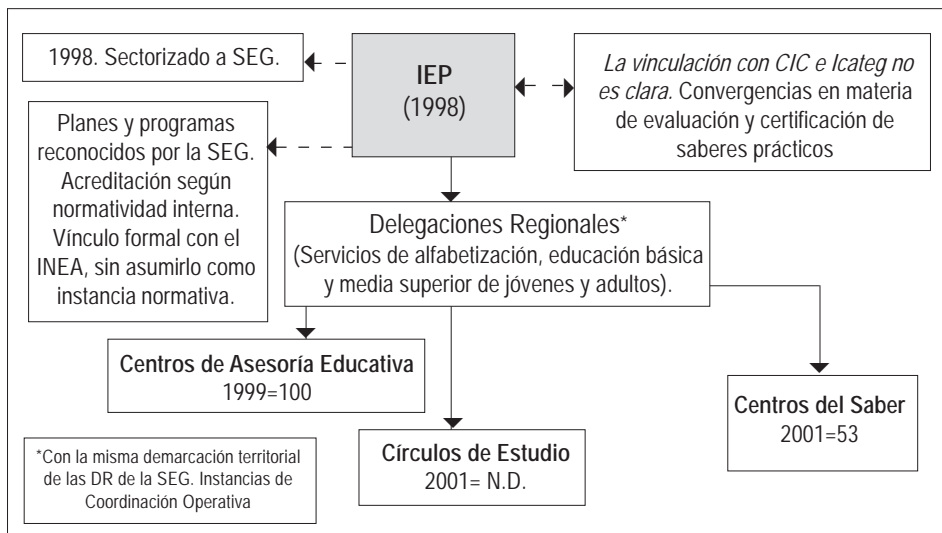 1998. Sectorizado a SEG.
IEP
(1998)
La vinculación con CIC e Icateg no
es clara. Convergencias en materia
de evaluación y certificación de
saberes prácticos
Planes y programas
reconocidos por la SEG.
Acreditación según
normatividad interna.
Vínculo formal con el
INEA, sin asumirlo como
instancia normativa.
Delegaciones Regionales*
(Servicios de alfabetización, educación básica
y media superior de jóvenes y adultos).
Centros de Asesoría Educativa
1999=100
Centros del Saber
2001=53
Círculos de Estudio
2001= N.D.
*Con la misma demarcación territorial
de las DR de la SEG. Instancias de
Coordinación Operativa